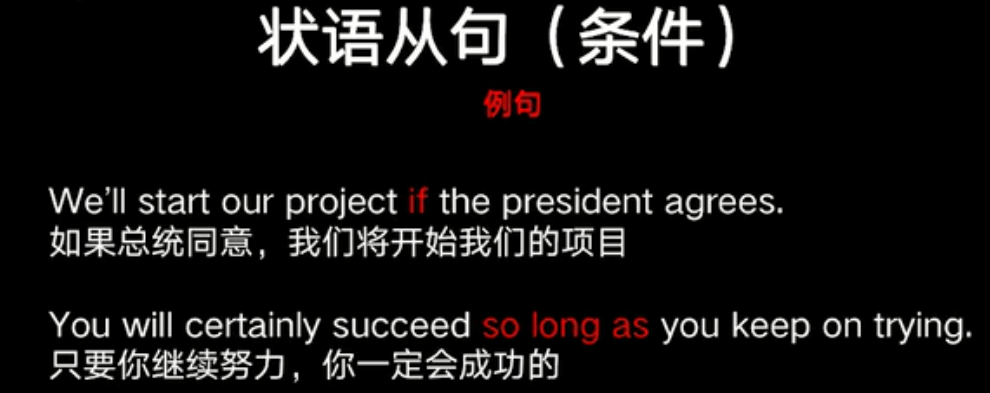 状语从句（条件）
例句
We'll start our project if the president agrees.
如果总统同意，我们将开始我们的项目
You will certainly succeed so long as you keep on trying.
只要你继续努力，你一定会成功的